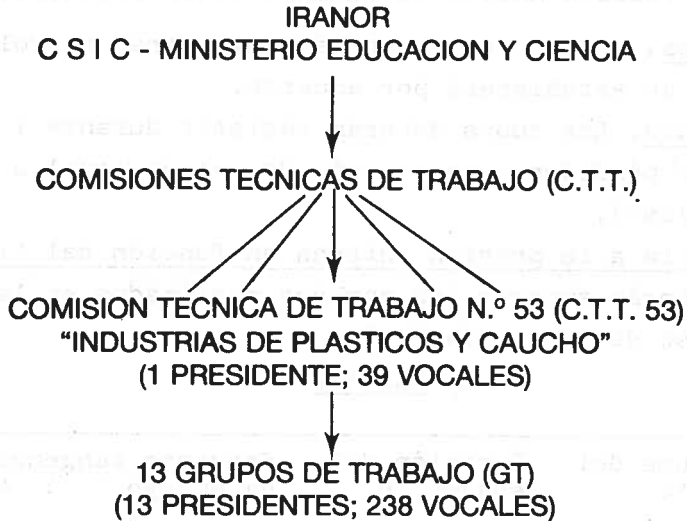 IRANOR
C S I C - MINISTERIO EDUCACION Y CIENCIA
COMISIONES TECNICAS DE TRABAJO (C.T.T.)
COMISION TECNICA DE TRABAJO N.º 53 (C.T.T. 53)
“INDUSTRIAS DE PLASTICOS Y CAUCHO”
(1 PRESIDENTE; 39 VOCALES)
13 GRUPOS DE TRABAJO (GT)
(13 PRESIDENTES; 238 VOCALES)